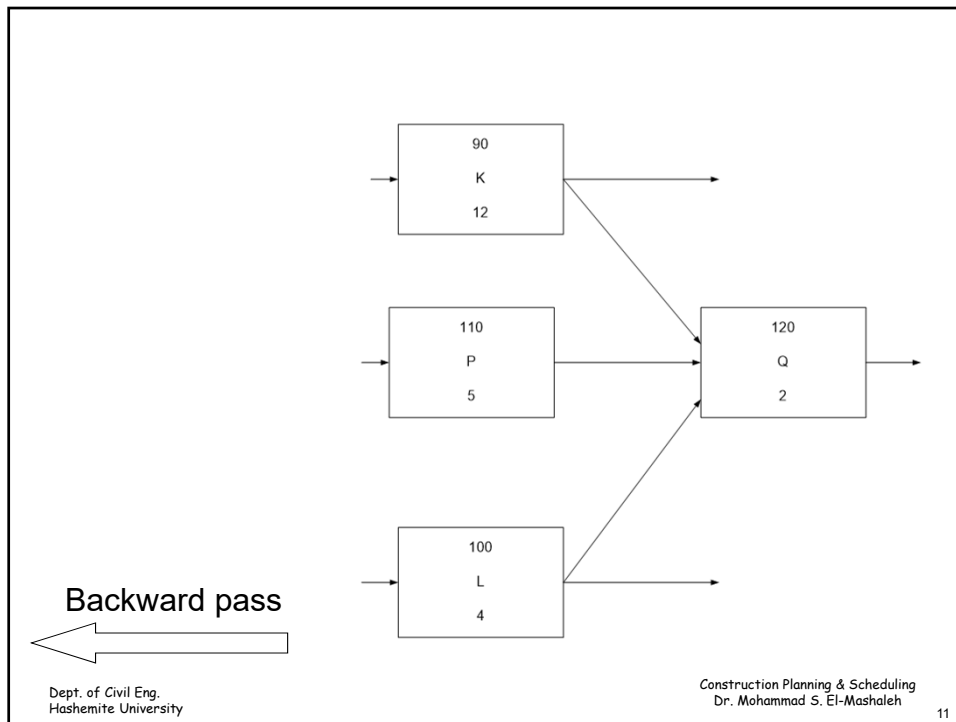 90
K
12
110
P
5
120
Q
2
100
L
4
Backward pass
Dept. of Civil Eng.
Hashemite University
Construction Planning & Scheduling
Dr. Mohammad S. El-Mashaleh
11